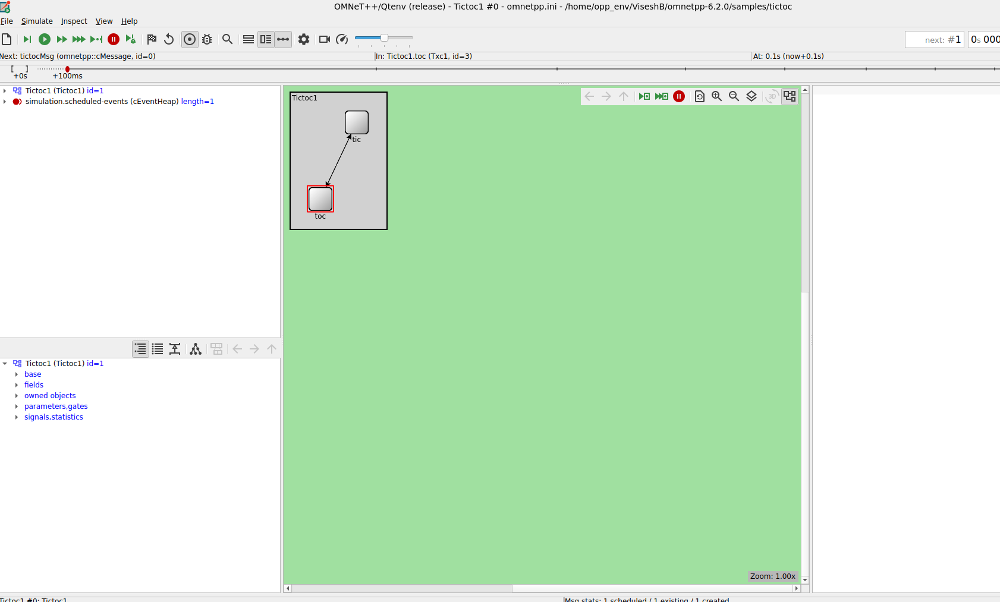 OMNeT++/Qtenv (release) - Tictoc1 #0 - omnetpp.ini - /home/opp_env/ViseshB/omnetpp-6.2.0/samples/tictoc
File Simulate Inspect View Help
next: #1 0s 000
Next: tictocMsg (omnetpp::cMessage, id=0) In: Tictoc1.toc (Txc1, id=3) At: 0.1s (now+0.1s)
[ ]
+0s +100ms
Tictoc1 (Tictoc1) id=1
simulation.scheduled-events (cEventHeap) length=1
Tictoc1
3D
tic
toc
Tictoc1 (Tictoc1) id=1
base
fields
owned objects
parameters,gates
signals,statistics
Zoom: 1.00x
Tictoc1 #0: Tictoc1 Msg stats: 1 scheduled / 1 existing / 1 created